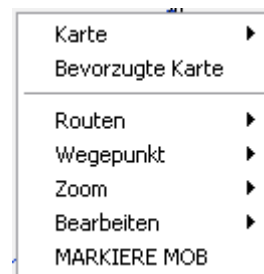 Karte
Bevorzugte Karte
Routen
Wegepunkt
Zoom
Bearbeiten
MARKIERE MOB